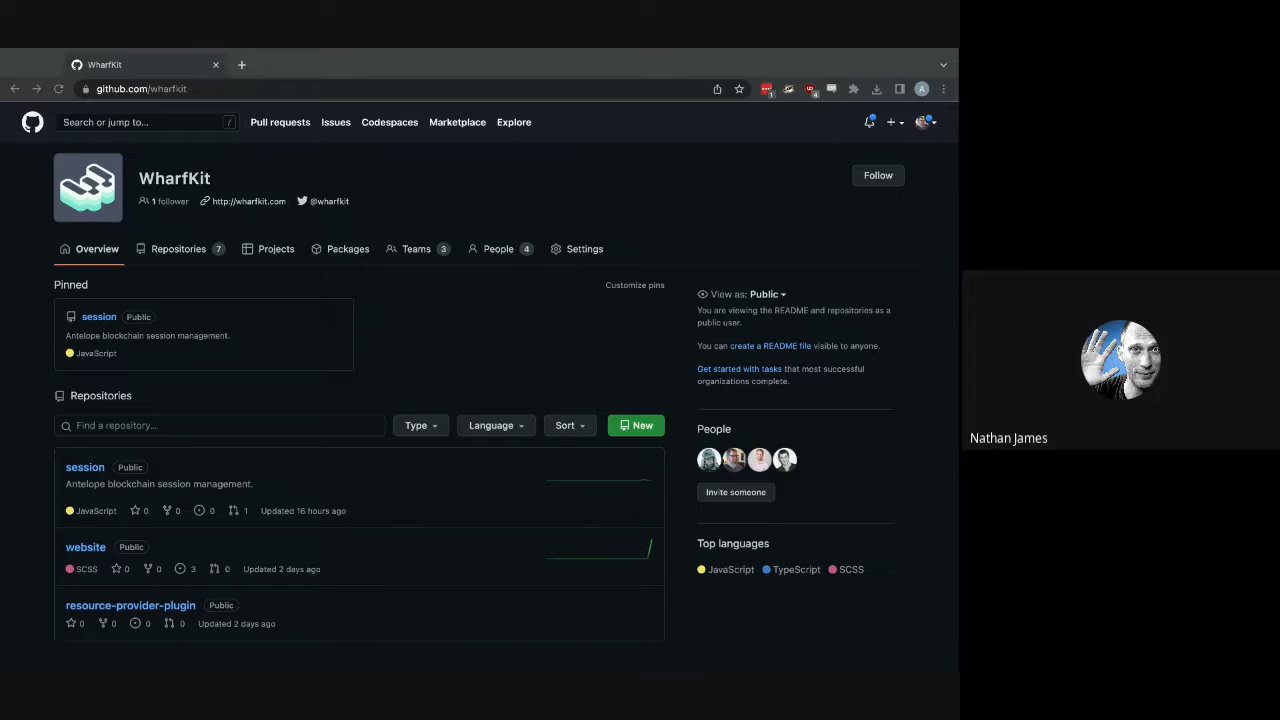 WharfKit
github.com/wharfkit
1
4
A
Search or jump to...
/
Pull requests
Issues
Codespaces
Marketplace
Explore
WharfKit
1 follower
http://wharfkit.com
@wharfkit
Follow
Overview
Repositories 7
Projects
Packages
Teams 3
People 4
Settings
Pinned
Customize pins
session Public
Antelope blockchain session management.
JavaScript
Repositories
Find a repository...
Type
Language
Sort
New
session Public
Antelope blockchain session management.
JavaScript 0 0 0 1 Updated 16 hours ago
website Public
SCSS 0 0 3 0 Updated 2 days ago
resource-provider-plugin Public
0 0 0 0 Updated 2 days ago
View as: Public
You are viewing the README and repositories as a
public user.
You can create a README file visible to anyone.
Get started with tasks that most successful
organizations complete.
People
Invite someone
Top languages
JavaScript TypeScript SCSS
Nathan James